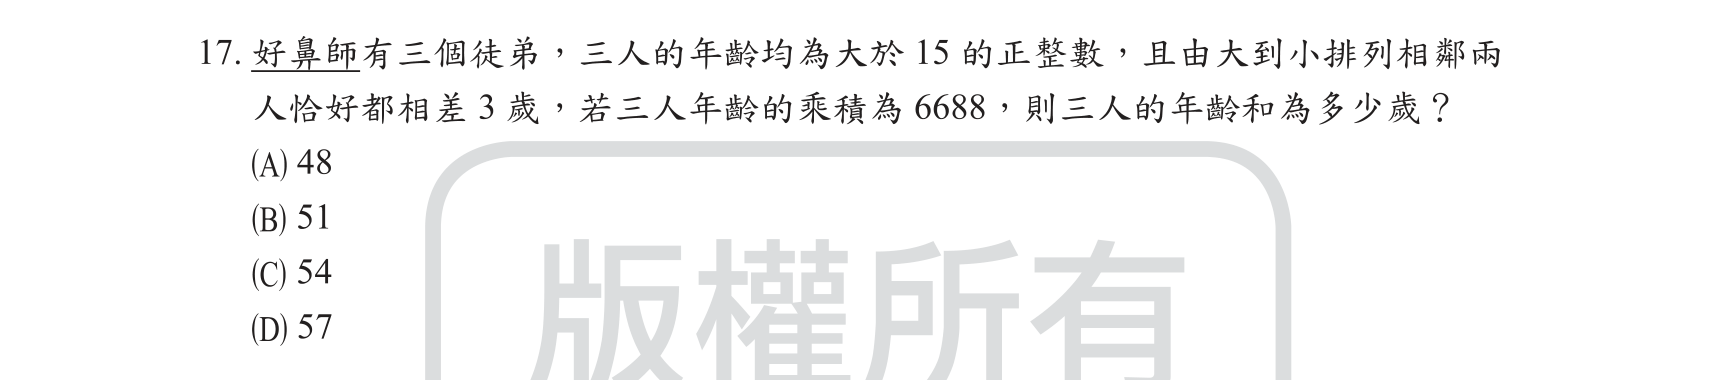 17. 好鼻師有三個徒弟，三人的年齡均為大於 15 的正整數，且由大到小排列相鄰兩
人恰好都相差 3 歲，若三人年齡的乘積為 6688，則三人的年齡和為多少歲？
(A) 48
(B) 51
(C) 54
(D) 57
版權所有